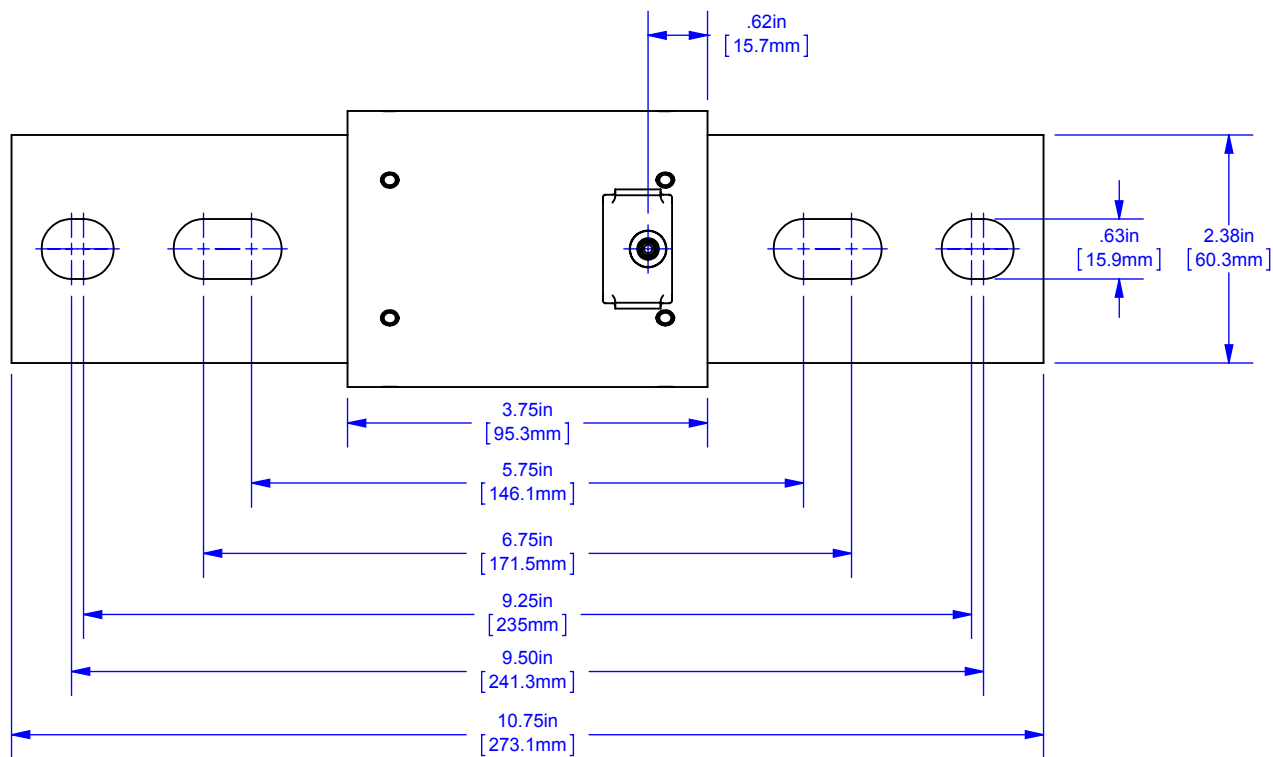 .62in
[15.7mm]
.63in
[15.9mm]
2.38in
[60.3mm]
3.75in
[95.3mm]
5.75in
[146.1mm]
6.75in
[171.5mm]
9.25in
[235mm]
9.50in
[241.3mm]
10.75in
[273.1mm]